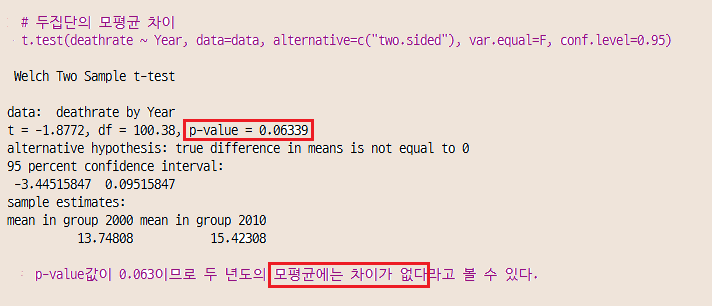 # 두집단의 모평균 차이
t.test(deathrate ~ Year, data=data, alternative=c("two.sided"), var.equal=F, conf.level=0.95)
Welch Two Sample t-test
data:  deathrate by Year
t = -1.8772, df = 100.38, p-value = 0.06339
alternative hypothesis: true difference in means is not equal to 0
95 percent confidence interval:
-3.44515847  0.09515847
sample estimates:
mean in group 2000 mean in group 2010
13.74808           15.42308
p-value값이 0.063이므로 두 년도의 모평균에는 차이가 없다라고 볼 수 있다.